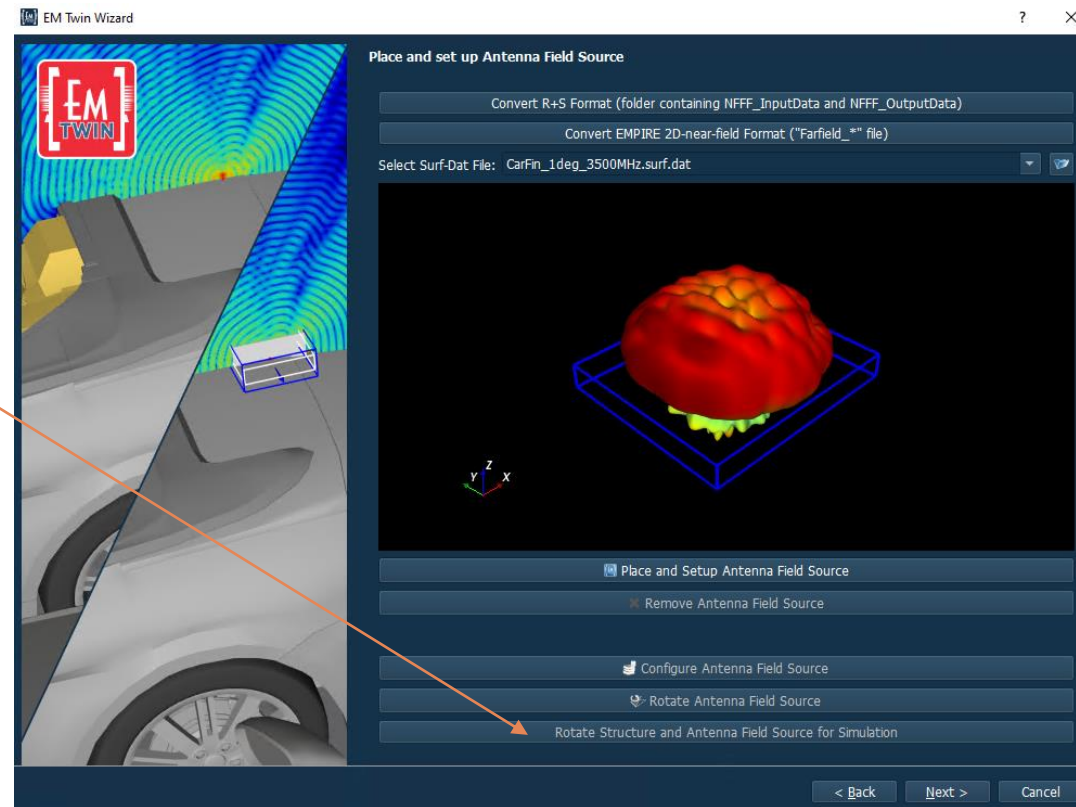 EM Twin Wizard
?
EM
TWIN
Place and set up Antenna Field Source
Convert R+S Format (folder containing NFFF_InputData and NFFF_OutputData)
Convert EMPIRE 2D-near-field Format ("Farfield_*" file)
Select Surf-Dat File: CarFin_1deg_3500MHz.surf.dat
Z
Y X
Place and Setup Antenna Field Source
Remove Antenna Field Source
Configure Antenna Field Source
Rotate Antenna Field Source
Rotate Structure and Antenna Field Source for Simulation
< Back Next > Cancel